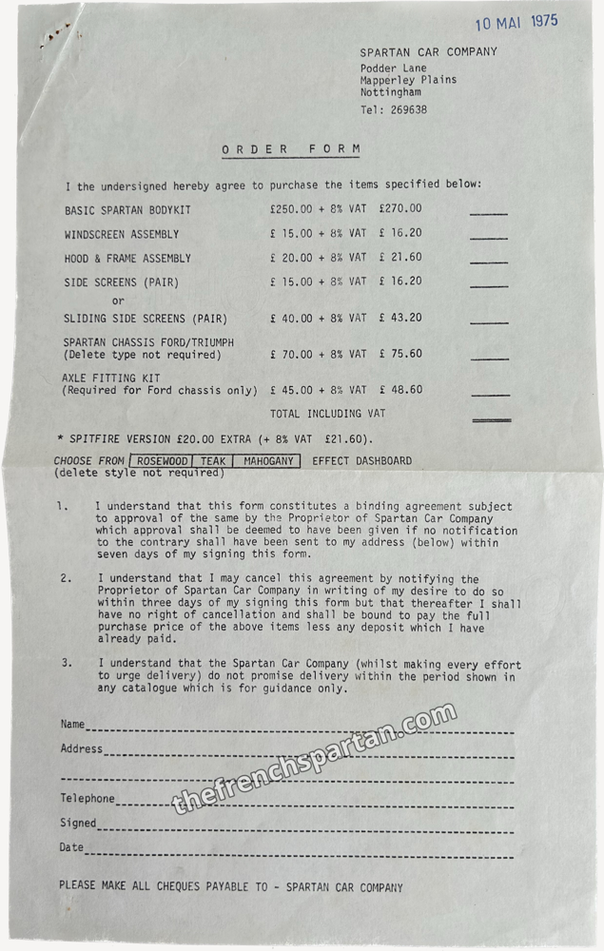 10 MAI 1975
SPARTAN CAR COMPANY
Podder Lane
Mapperley Plains
Nottingham
Tel: 269638
ORDER FORM
I the undersigned hereby agree to purchase the items specified below:
BASIC SPARTAN BODYKIT £250.00 + 8% VAT £270.00
WINDSCREEN ASSEMBLY £ 15.00 + 8% VAT £ 16.20
HOOD & FRAME ASSEMBLY £ 20.00 + 8% VAT £ 21.60
SIDE SCREENS (PAIR) £ 15.00 + 8% VAT £ 16.20
or
SLIDING SIDE SCREENS (PAIR) £ 40.00 + 8% VAT £ 43.20
SPARTAN CHASSIS FORD/TRIUMPH
(Delete type not required) £ 70.00 + 8% VAT £ 75.60
AXLE FITTING KIT
(Required for Ford chassis only) £ 45.00 + 8% VAT £ 48.60
TOTAL INCLUDING VAT
* SPITFIRE VERSION £20.00 EXTRA (+ 8% VAT £21.60).
CHOOSE FROM ROSEWOOD TEAK MAHOGANY EFFECT DASHBOARD
(delete style not required)
1. I understand that this form constitutes a binding agreement subject
to approval of the same by the Proprietor of Spartan Car Company
which approval shall be deemed to have been given if no notification
to the contrary shall have been sent to my address (below) within
seven days of my signing this form.
2. I understand that I may cancel this agreement by notifying the
Proprietor of Spartan Car Company in writing of my desire to do so
within three days of my signing this form but that thereafter I shall
have no right of cancellation and shall be bound to pay the full
purchase price of the above items less any deposit which I have
already paid.
3. I understand that the Spartan Car Company (whilst making every effort
to urge delivery) do not promise delivery within the period shown in
any catalogue which is for guidance only.
Name
Address
thefrenchspartan.com
Telephone
Signed
Date
PLEASE MAKE ALL CHEQUES PAYABLE TO - SPARTAN CAR COMPANY